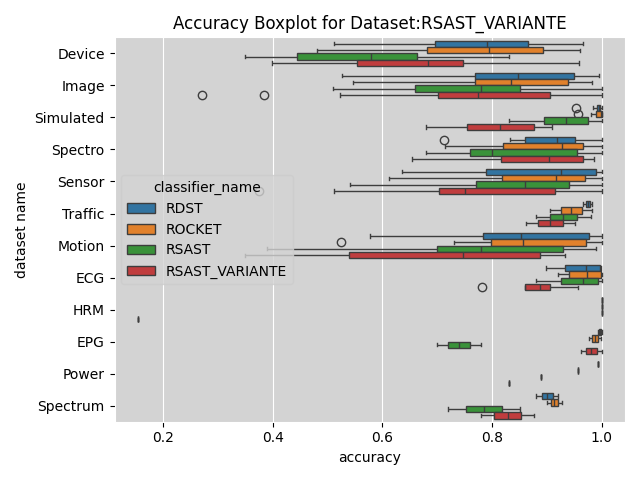 Accuracy Boxplot for Dataset:RSAST_VARIANTE
dataset name
Device
Image
Simulated
Spectro
Sensor
Traffic
Motion
ECG
HRM
EPG
Power
Spectrum
classifier_name
RDST
ROCKET
RSAST
RSAST_VARIANTE
0.2 0.4 0.6 0.8 1.0
accuracy